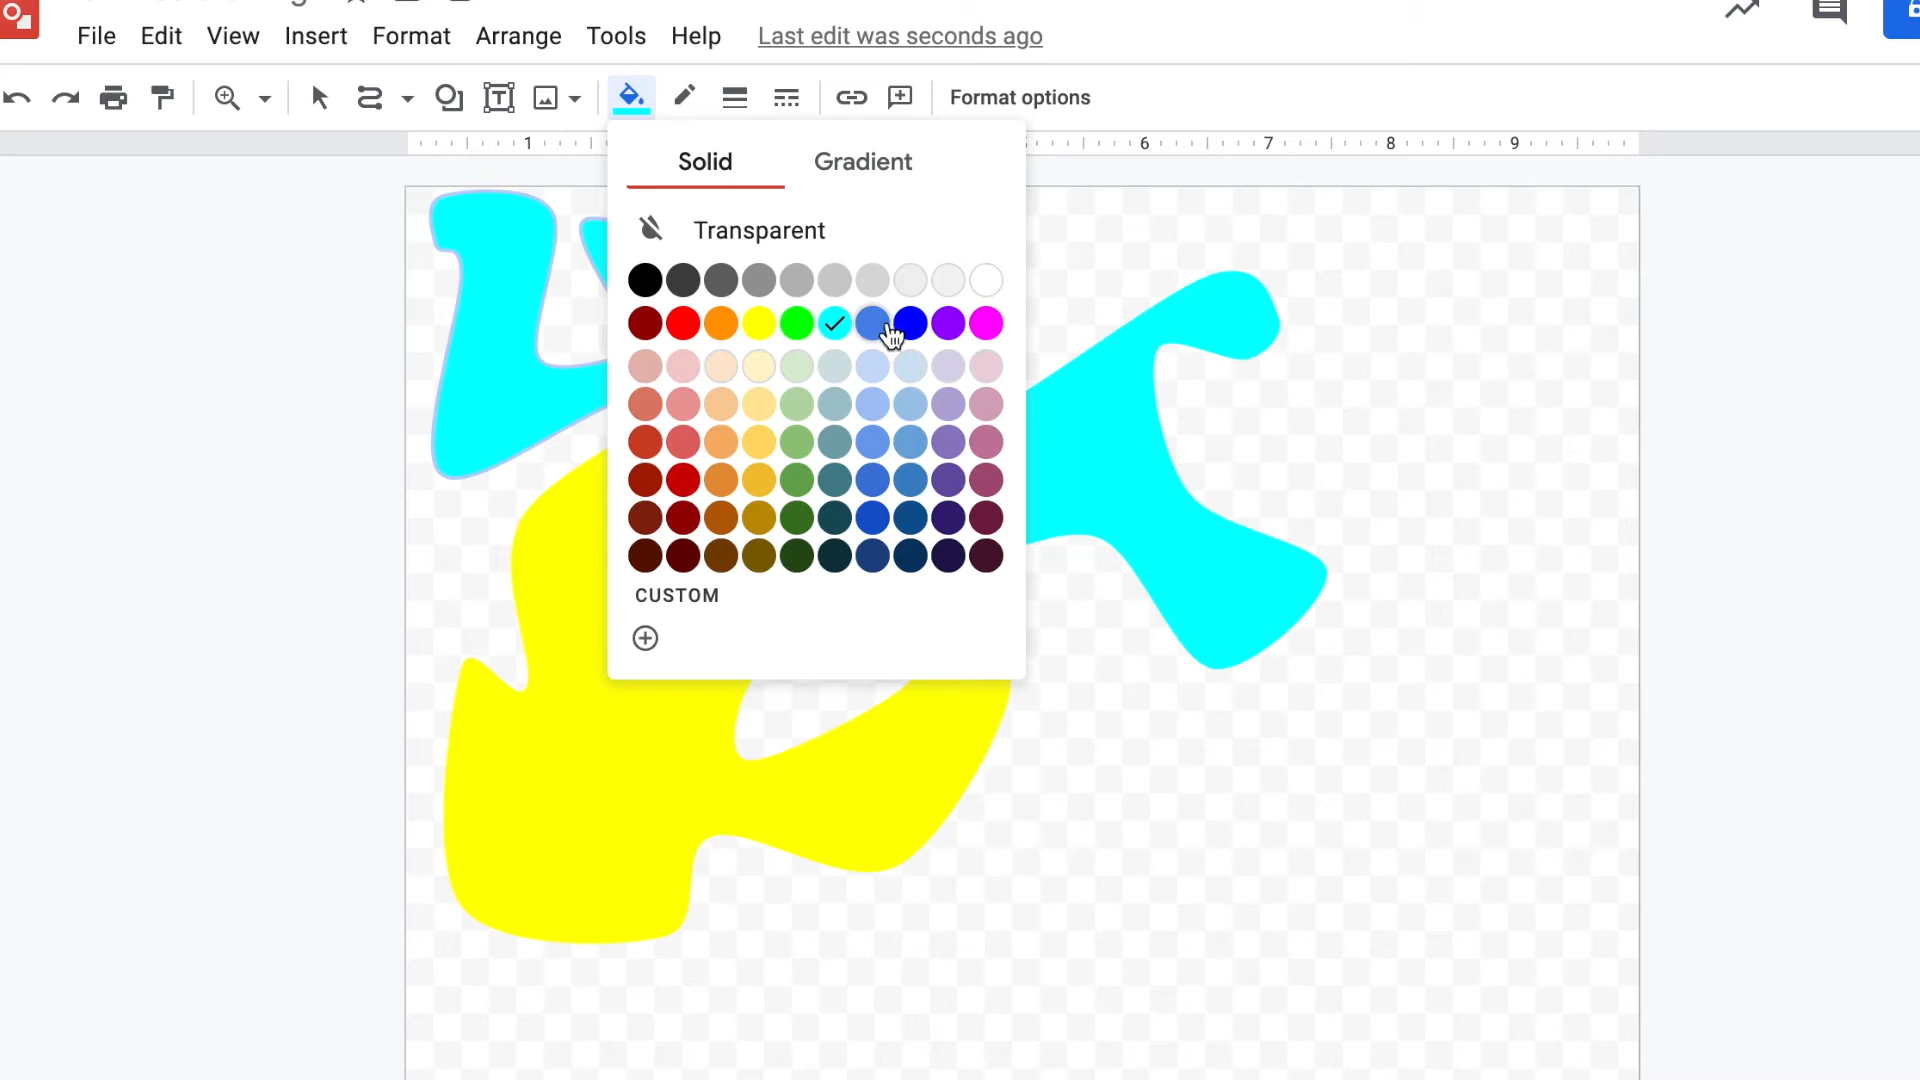 File Edit View Insert Format Arrange Tools Help Last edit was seconds ago
Format options
1 6 7 8 9
Solid Gradient
Transparent
CUSTOM